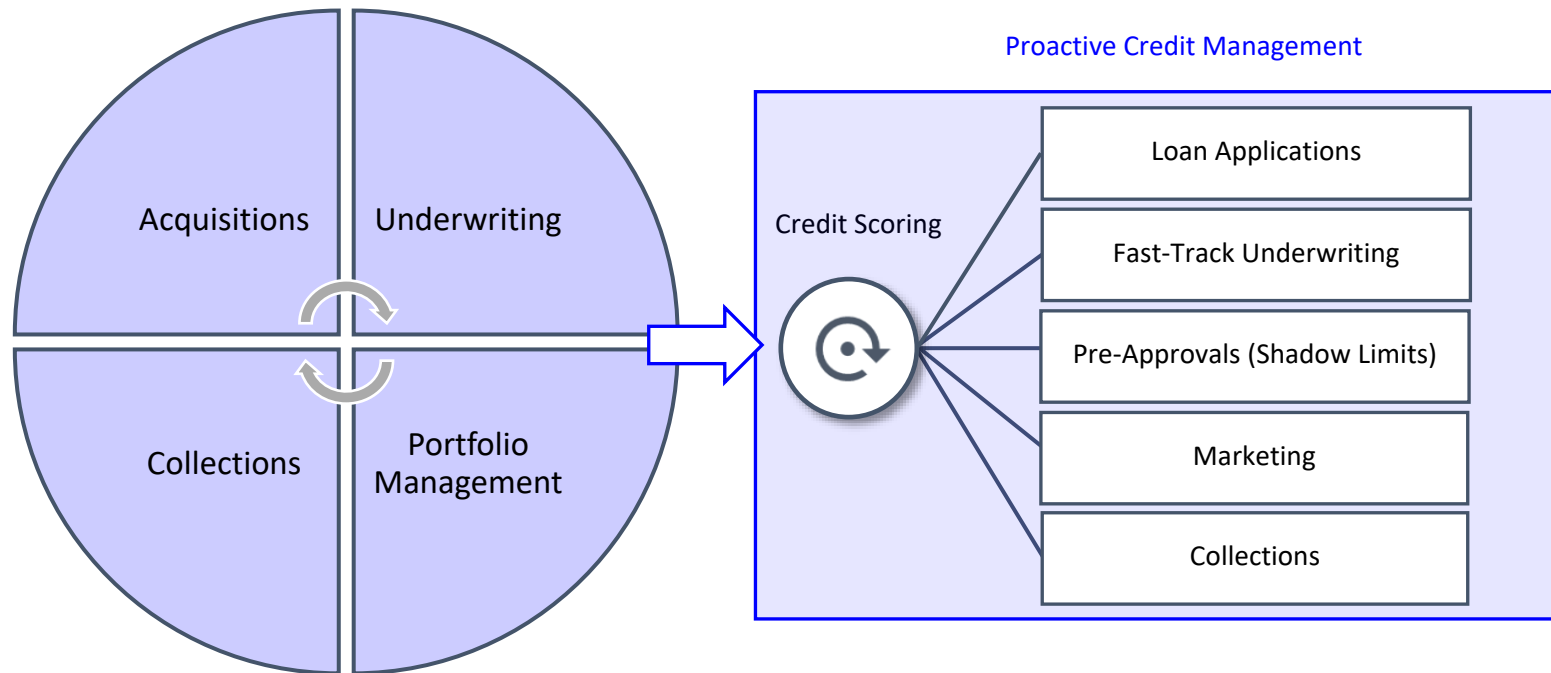 Proactive Credit Management
Acquisitions
Underwriting
Collections
Portfolio
Management
Credit Scoring
Loan Applications
Fast-Track Underwriting
Pre-Approvals (Shadow Limits)
Marketing
Collections